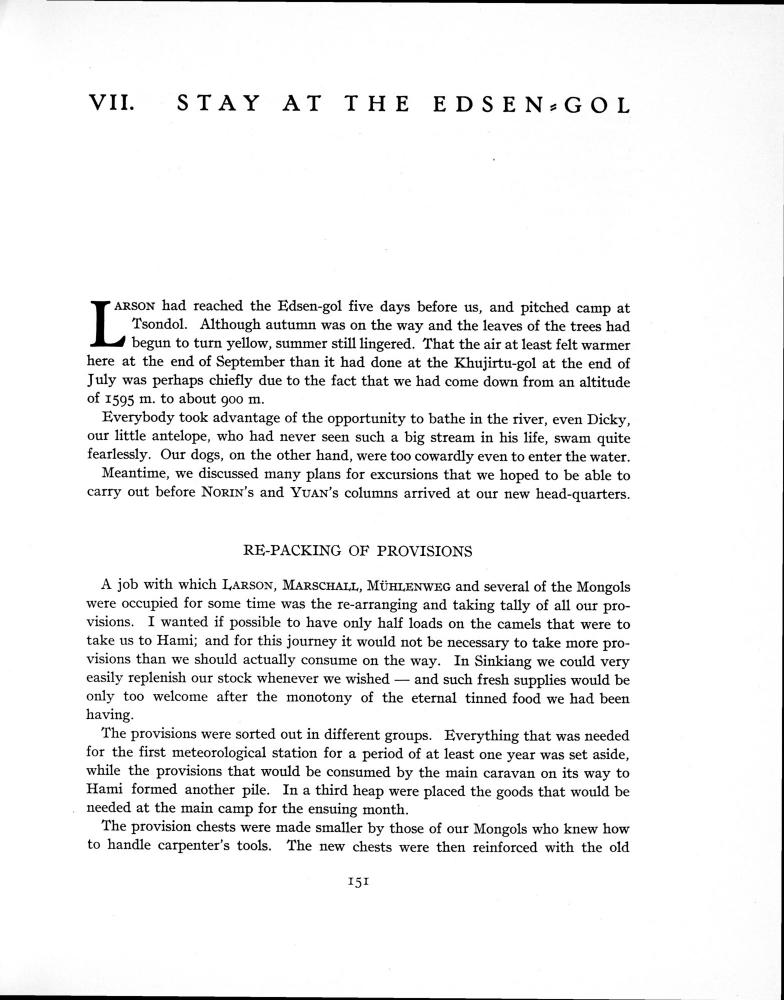 VII. STAY AT THE EDSEN-GOL
LARSON had reached the Edsen-gol five days before us, and pitched camp at
Tsondol. Although autumn was on the way and the leaves of the trees had
begun to turn yellow, summer still lingered. That the air at least felt warmer
here at the end of September than it had done at the Khujirtu-gol at the end of
July was perhaps chiefly due to the fact that we had come down from an altitude
of 1595 m. to about 900 m.
Everybody took advantage of the opportunity to bathe in the river, even Dicky,
our little antelope, who had never seen such a big stream in his life, swam quite
fearlessly. Our dogs, on the other hand, were too cowardly even to enter the water.
Meantime, we discussed many plans for excursions that we hoped to be able to
carry out before NORIN's and YUAN's columns arrived at our new head-quarters.
RE-PACKING OF PROVISIONS
A job with which LARSON, MARSCHALL, MÜHLENWEG and several of the Mongols
were occupied for some time was the re-arranging and taking tally of all our pro-
visions. I wanted if possible to have only half loads on the camels that were to
take us to Hami; and for this journey it would not be necessary to take more pro-
visions than we should actually consume on the way. In Sinkiang we could very
easily replenish our stock whenever we wished — and such fresh supplies would be
only too welcome after the monotony of the eternal tinned food we had been
having.
The provisions were sorted out in different groups. Everything that was needed
for the first meteorological station for a period of at least one year was set aside,
while the provisions that would be consumed by the main caravan on its way to
Hami formed another pile. In a third heap were placed the goods that would be
needed at the main camp for the ensuing month.
The provision chests were made smaller by those of our Mongols who knew how
to handle carpenter's tools. The new chests were then reinforced with the old
151